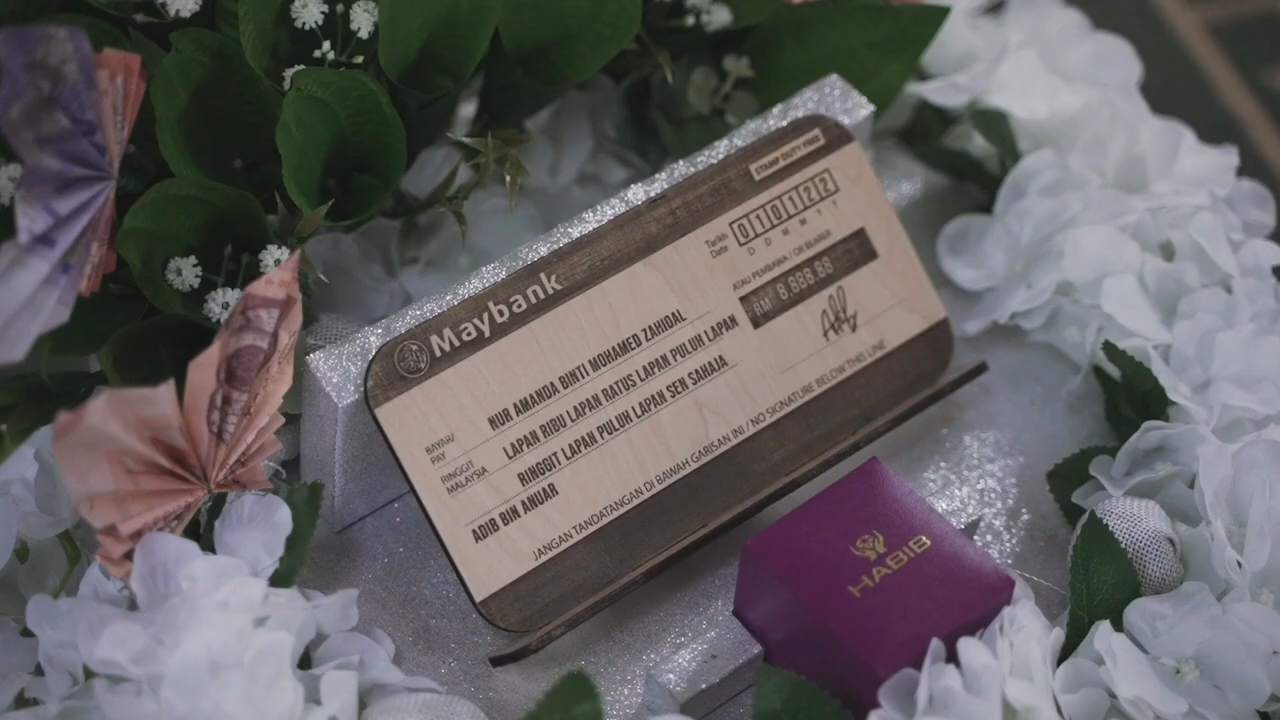 Maybank
STAMP DUTY FREE
Tarikh
Date
010122
D D M M Y Y
BAYAR/
PAY
NUR AMANDA BINTI MOHAMED ZAHIDAL
ATAU PEMBAWA / OR BEARER
RINGGIT
MALAYSIA
LAPAN RIBU LAPAN RATUS LAPAN PULUH LAPAN
RM 8,888.88
RINGGIT LAPAN PULUH LAPAN SEN SAHAJA
ADIB BIN ANUAR
JANGAN TANDATANGAN DI BAWAH GARISAN INI / NO SIGNATURE BELOW THIS LINE
HABIB